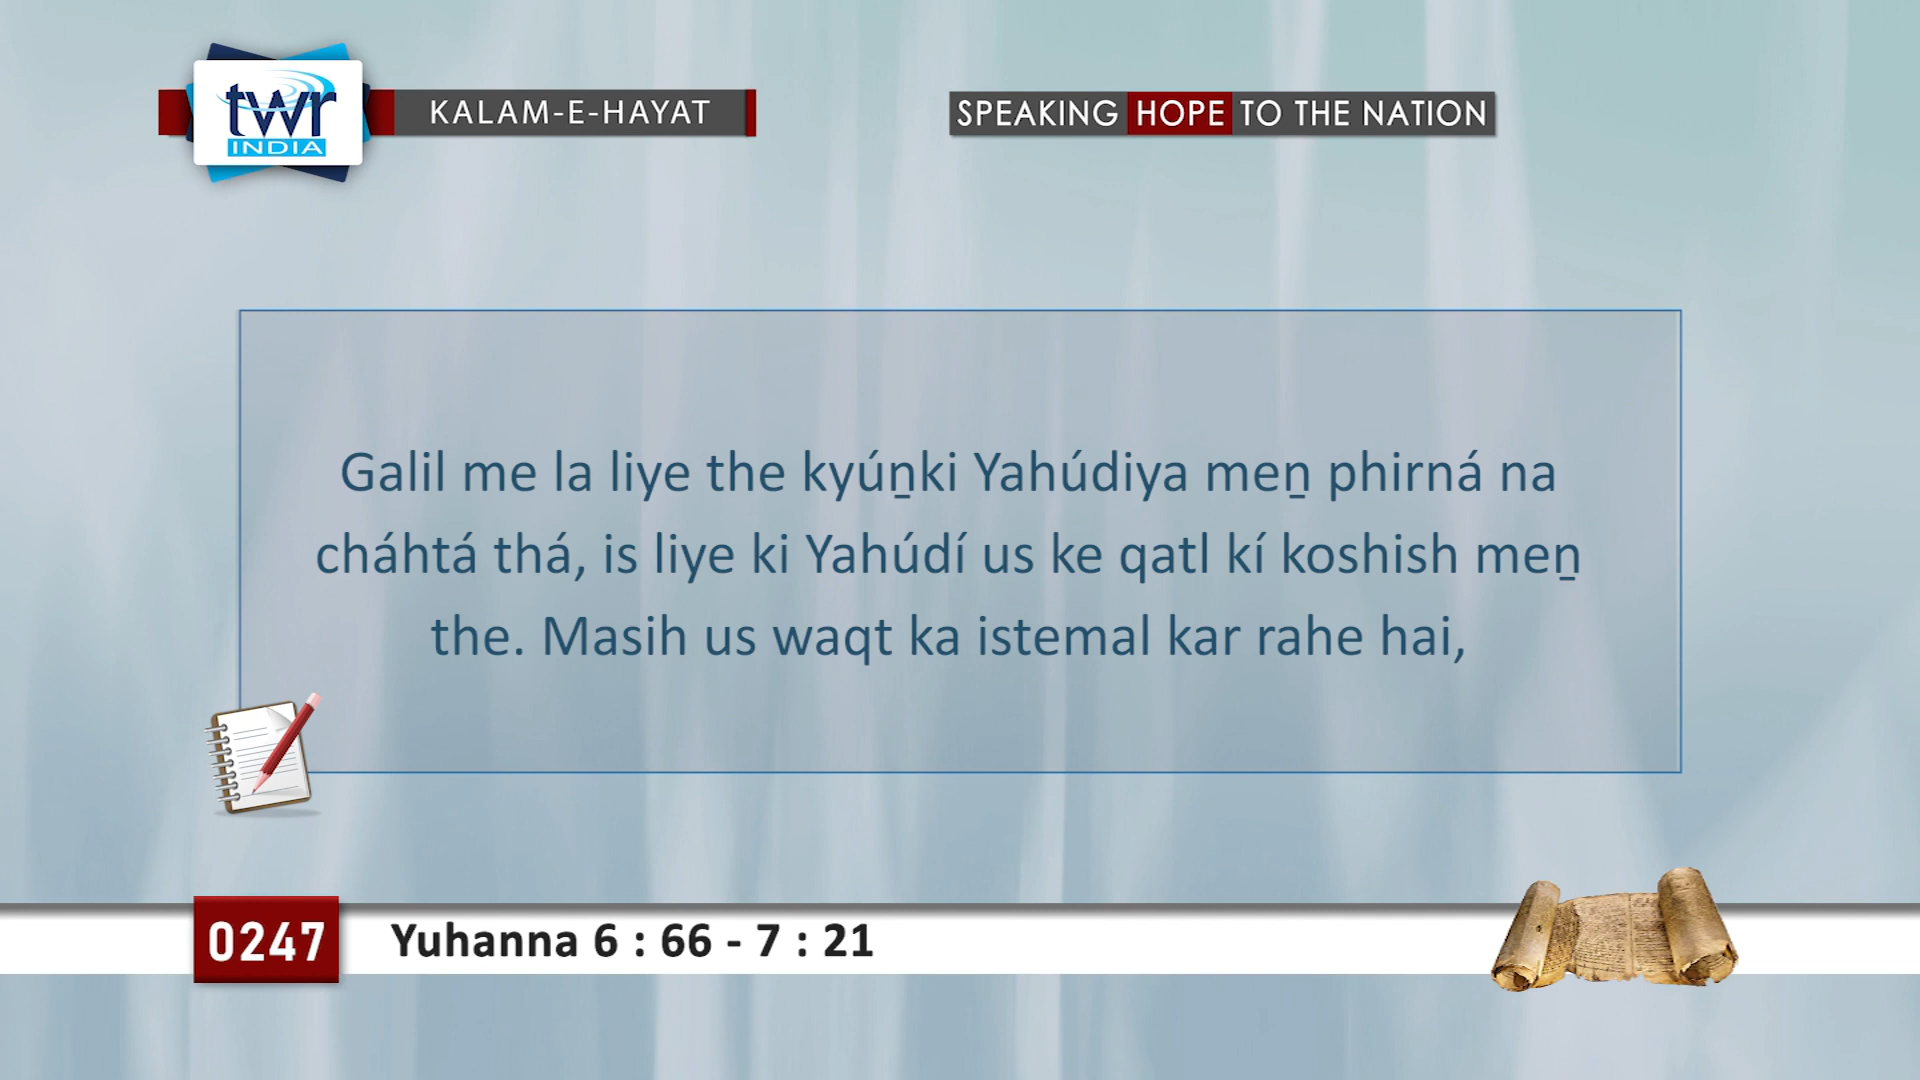 twr
INDIA
KALAM-E-HAYAT
SPEAKING HOPE TO THE NATION
Galil me la liye the kyúṉki Yahúdiya meṉ phirná na
cháhtá thá, is liye ki Yahúdí us ke qatl kí koshish meṉ
the. Masih us waqt ka istemal kar rahe hai,
0247
Yuhanna 6 : 66 - 7 : 21